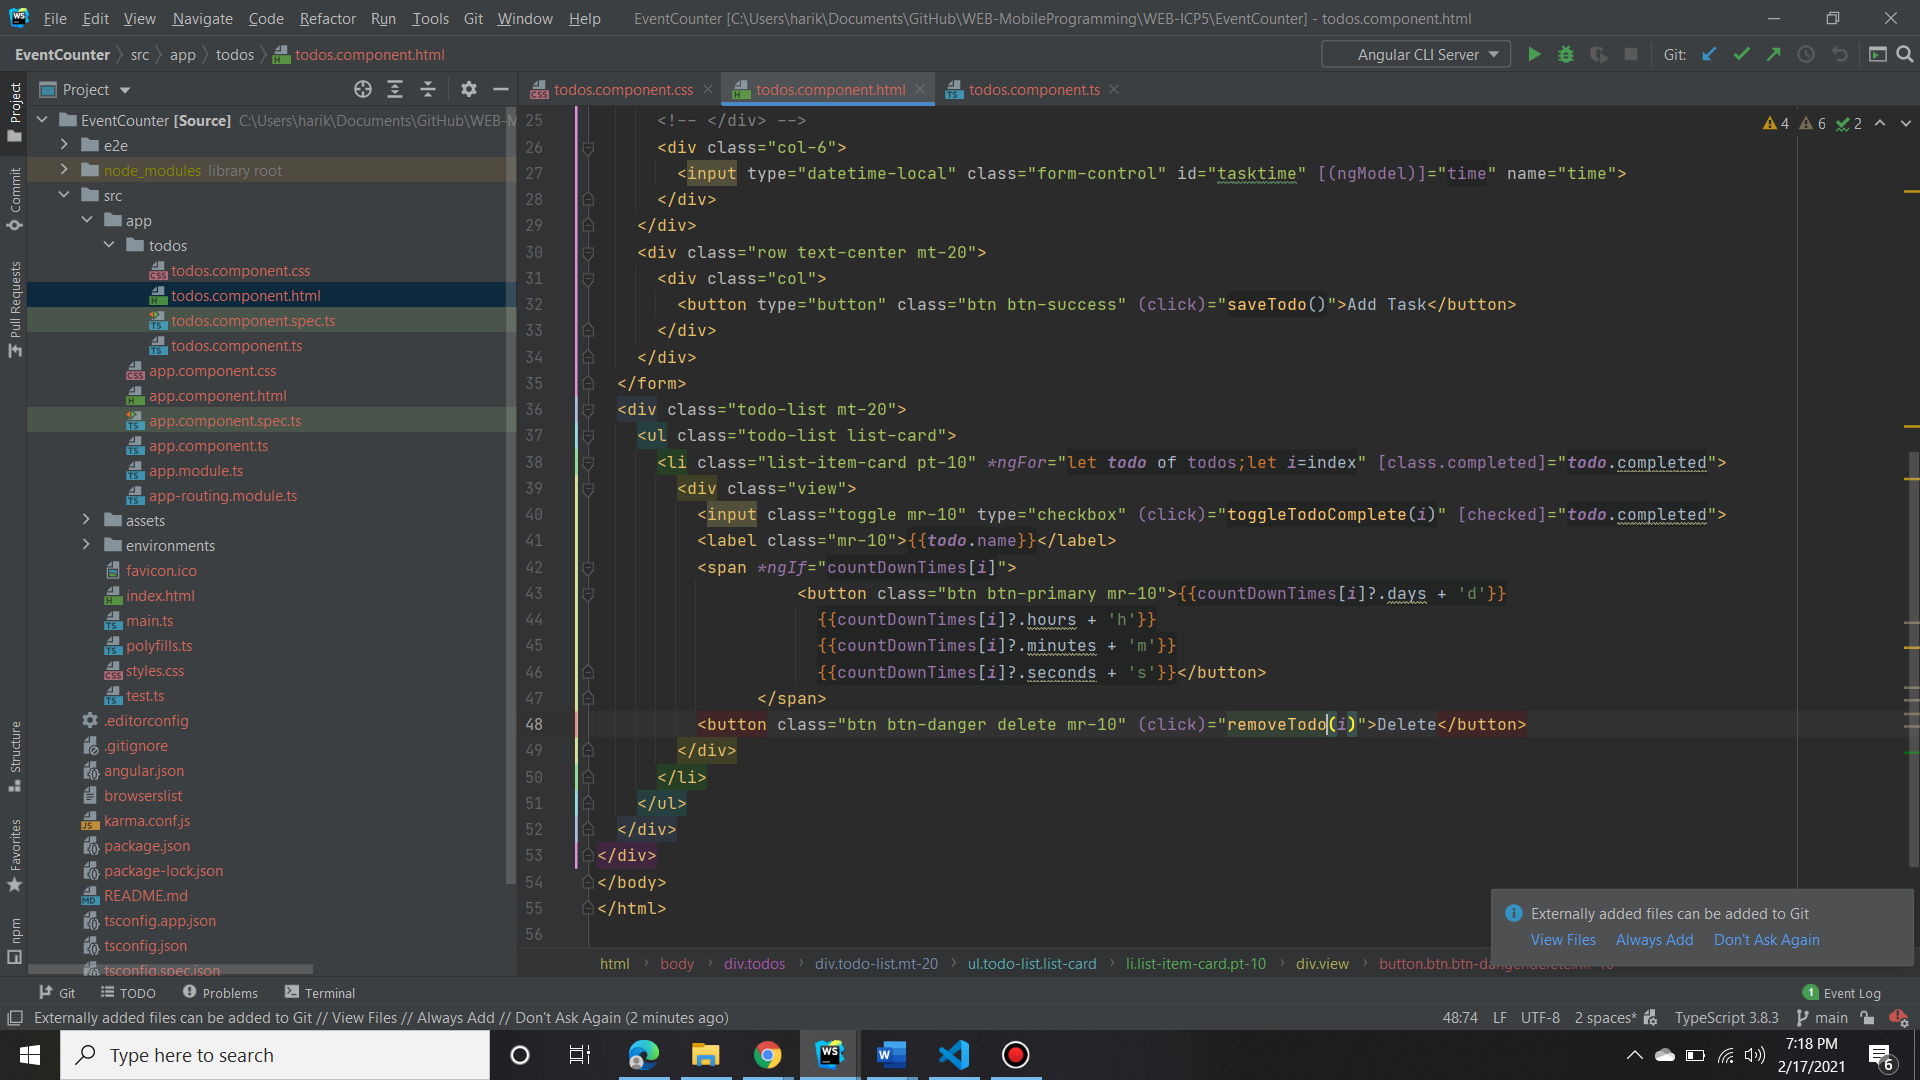 File Edit View Navigate Code Refactor Run Tools Git Window Help EventCounter [C:\Users\harik\Documents\GitHub\WEB-MobileProgramming\WEB-ICP5\EventCounter] - todos.component.html
EventCounter src app todos todos.component.html Angular CLI Server Git:
Project
todos.component.css todos.component.html todos.component.ts
Project
Commit
Pull Requests
Structure
Favorites
npm
EventCounter [Source] C:\Users\harik\Documents\GitHub\WEB-M
e2e
node_modules library root
src
app
todos
todos.component.css
todos.component.html
todos.component.spec.ts
todos.component.ts
app.component.css
app.component.html
app.component.spec.ts
app.component.ts
app.module.ts
app-routing.module.ts
assets
environments
favicon.ico
index.html
main.ts
polyfills.ts
styles.css
test.ts
.editorconfig
.gitignore
angular.json
browserslist
karma.conf.js
package.json
package-lock.json
README.md
tsconfig.app.json
tsconfig.json
tsconfig.spec.json
4 6 2
25 <!-- </div> -->
26 <div class="col-6">
27 <input type="datetime-local" class="form-control" id="tasktime" [(ngModel)]="time" name="time">
28 </div>
29 </div>
30 <div class="row text-center mt-20">
31 <div class="col">
32 <button type="button" class="btn btn-success" (click)="saveTodo()">Add Task</button>
33 </div>
34 </div>
35 </form>
36 <div class="todo-list mt-20">
37 <ul class="todo-list list-card">
38 <li class="list-item-card pt-10" *ngFor="let todo of todos;let i=index" [class.completed]="todo.completed">
39 <div class="view">
40 <input class="toggle mr-10" type="checkbox" (click)="toggleTodoComplete(i)" [checked]="todo.completed">
41 <label class="mr-10">{{todo.name}}</label>
42 <span *ngIf="countDownTimes[i]">
43 <button class="btn btn-primary mr-10">{{countDownTimes[i]?.days + 'd'}}
44 {{countDownTimes[i]?.hours + 'h'}}
45 {{countDownTimes[i]?.minutes + 'm'}}
46 {{countDownTimes[i]?.seconds + 's'}}</button>
47 </span>
48 <button class="btn btn-danger delete mr-10" (click)="removeTodo(i)">Delete</button>
49 </div>
50 </li>
51 </ul>
52 </div>
53 </div>
54 </body>
55 </html>
56
Externally added files can be added to Git
View Files Always Add Don't Ask Again
html body div.todos div.todo-list.mt-20 ul.todo-list.list-card li.list-item-card.pt-10 div.view button.btn.btn-danger.delete.mr-10
Git TODO Problems Terminal 1 Event Log
Externally added files can be added to Git // View Files // Always Add // Don't Ask Again (2 minutes ago) 48:74 LF UTF-8 2 spaces* TypeScript 3.8.3 main
Type here to search
7:18 PM
2/17/2021
6